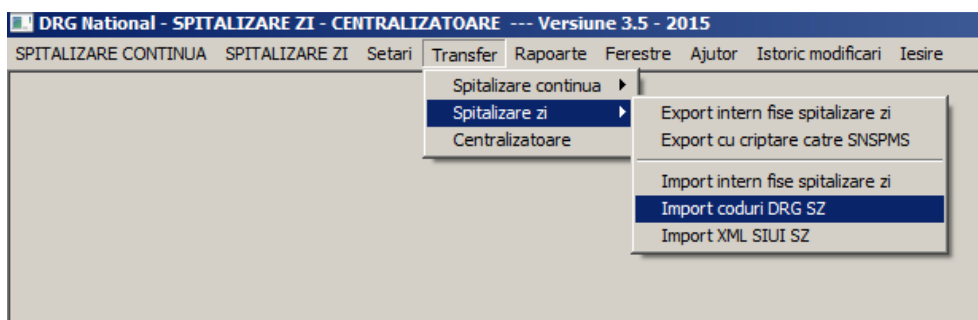 DRG National - SPITALIZARE ZI - CENTRALIZATOARE --- Versiune 3.5 - 2015
SPITALIZARE CONTINUA SPITALIZARE ZI Setari Transfer Rapoarte Ferestre Ajutor Istoric modificari Iesire
Spitalizare continua
Spitalizare zi
Centralizatoare
Export intern fise spitalizare zi
Export cu criptare catre SNSPMS
Import intern fise spitalizare zi
Import coduri DRG SZ
Import XML SIUI SZ